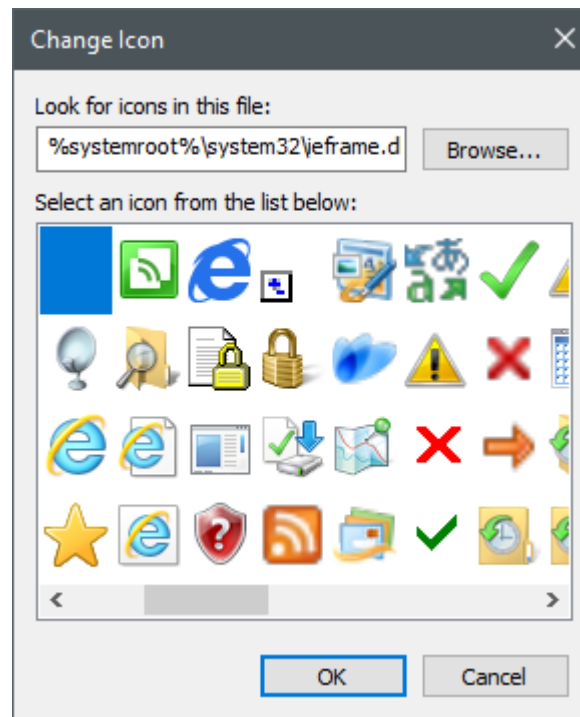 Change Icon
Look for icons in this file:
%systemroot%\system32\ieframe.d
Browse...
Select an icon from the list below:
あ
a
OK
Cancel